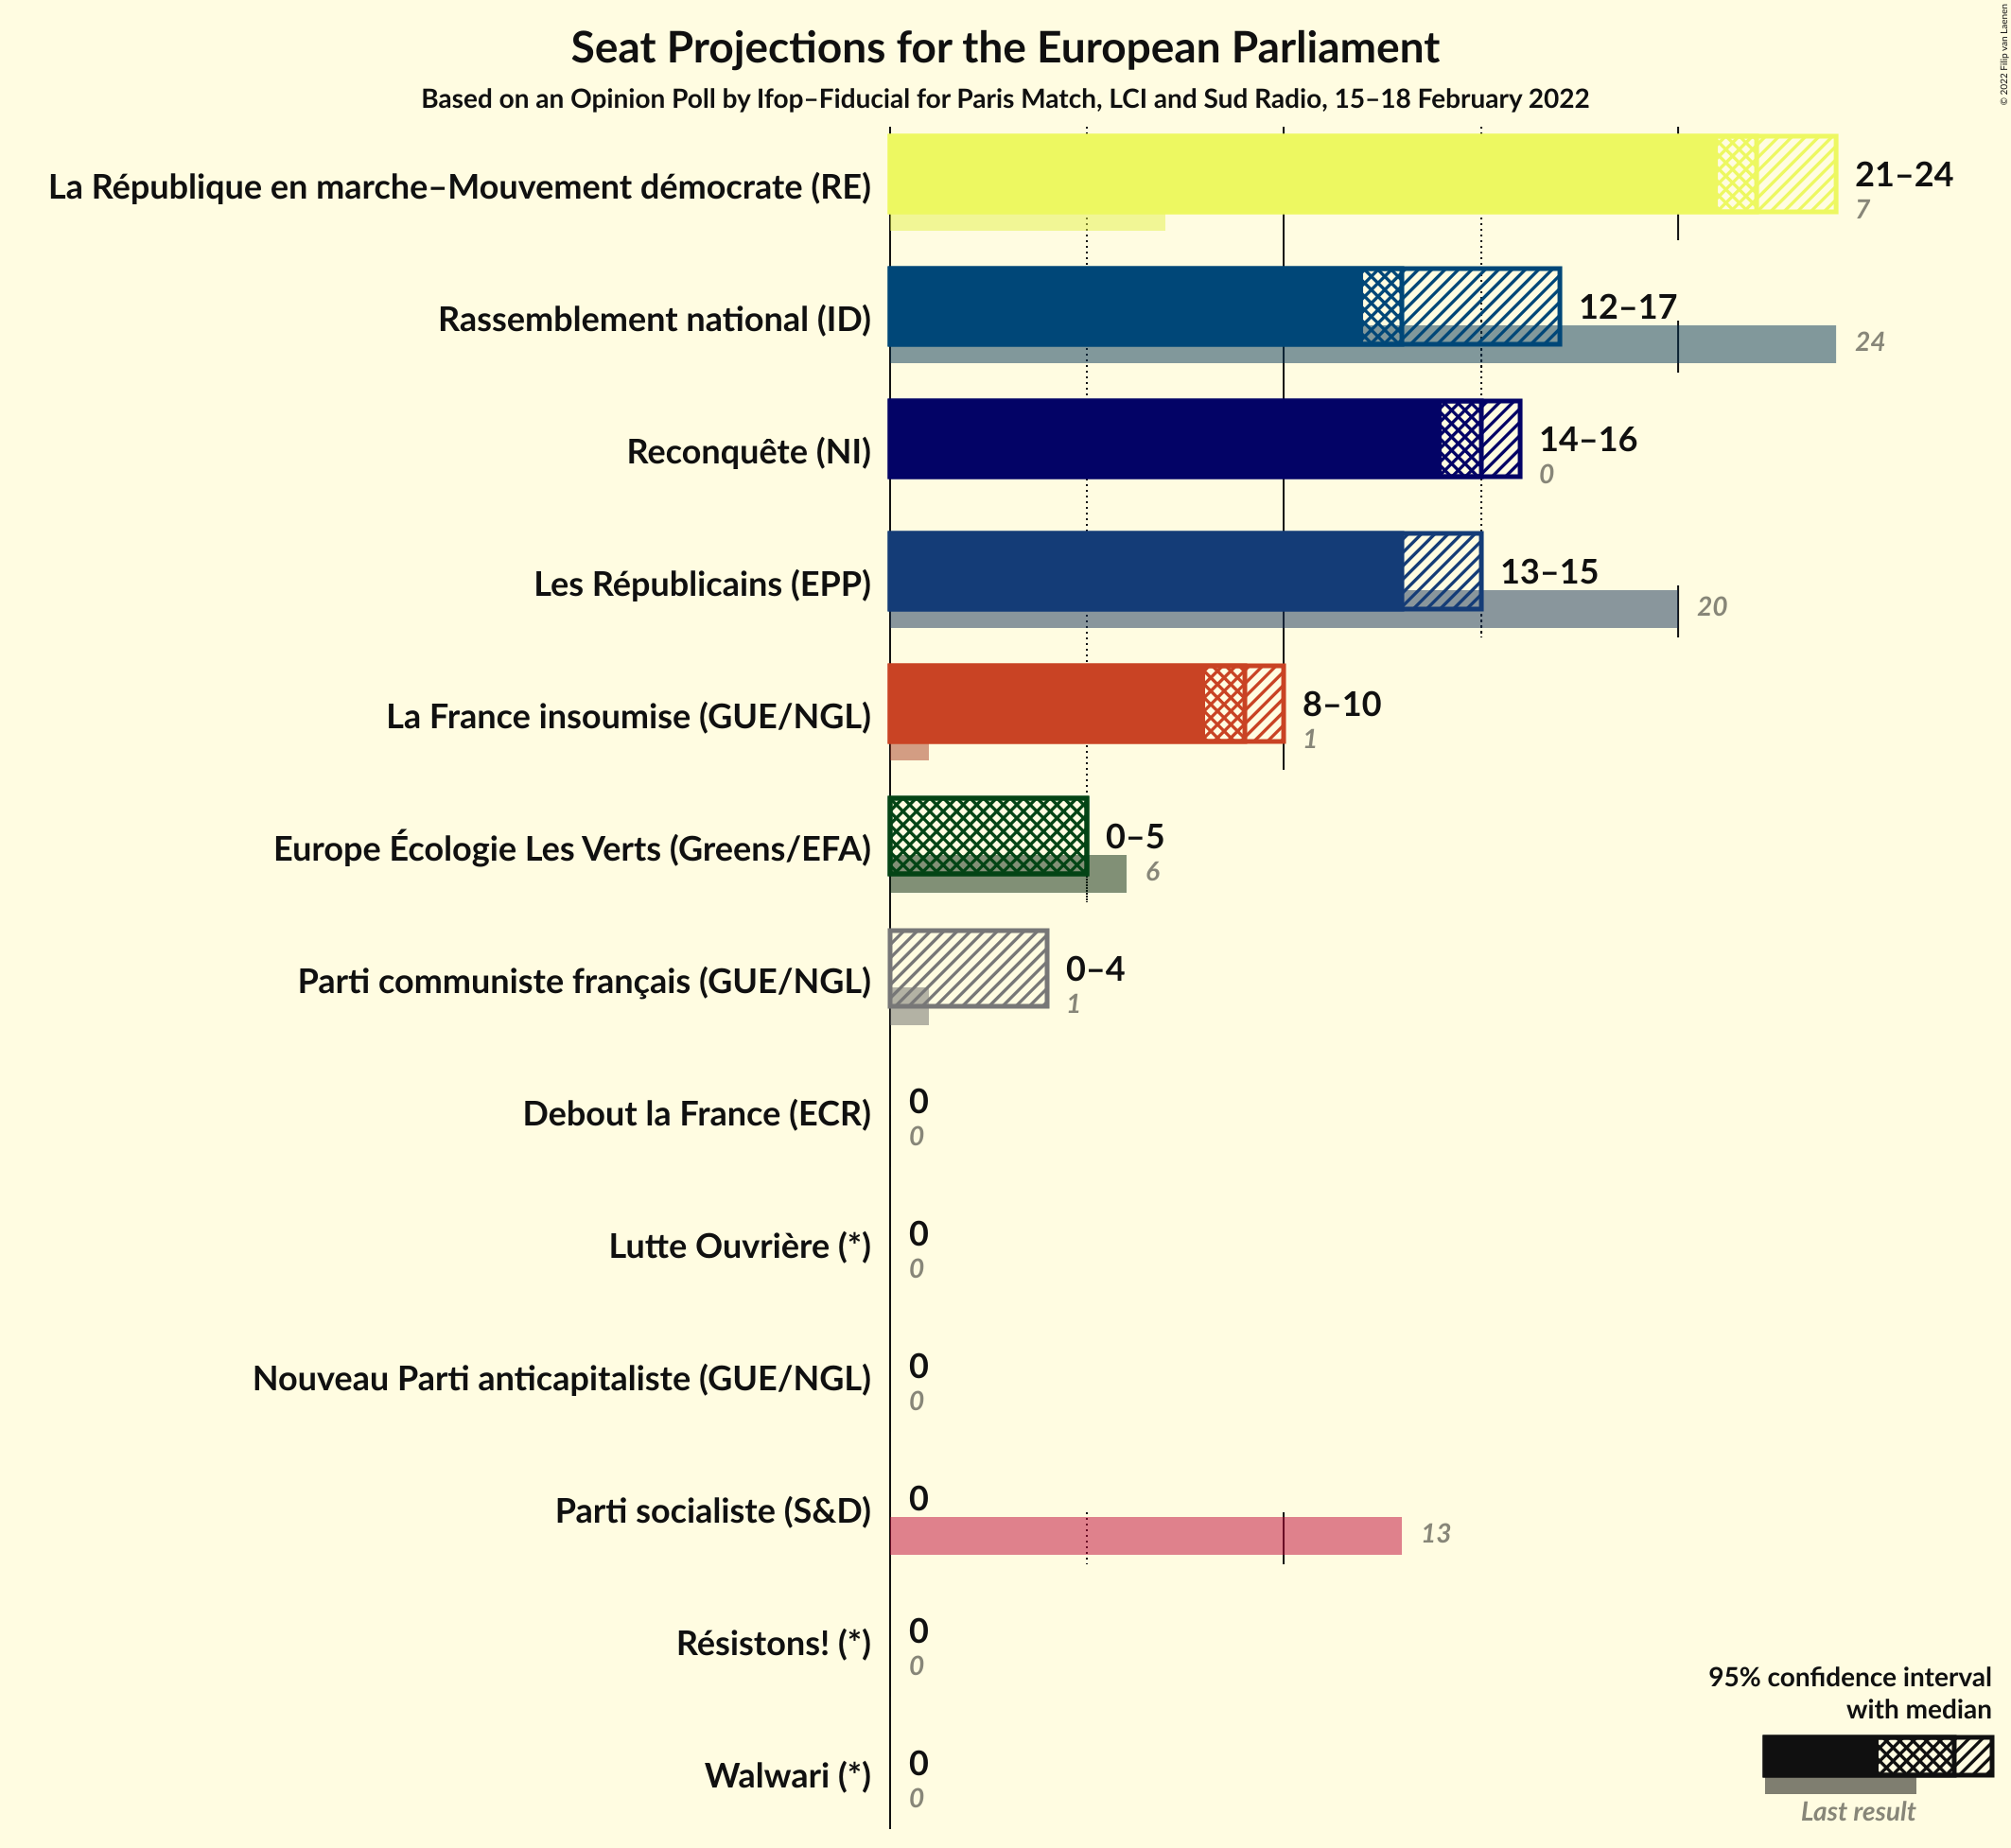 Seat Projections for the European Parliament
Based on an Opinion Poll by Ifop–Fiducial for Paris Match, LCI and Sud Radio, 15–18 February 2022
© 2022 Filip van Laenen
La République en marche–Mouvement démocrate (RE)
21–24
7
Rassemblement national (ID)
12–17
24
Reconquête (NI)
14–16
0
Les Républicains (EPP)
13–15
20
La France insoumise (GUE/NGL)
8–10
1
Europe Écologie Les Verts (Greens/EFA)
0–5
6
Parti communiste français (GUE/NGL)
0–4
1
Debout la France (ECR)
0
0
Lutte Ouvrière (*)
0
0
Nouveau Parti anticapitaliste (GUE/NGL)
0
0
Parti socialiste (S&D)
0
13
Résistons! (*)
0
0
Walwari (*)
0
0
95% confidence interval
with median
Last result